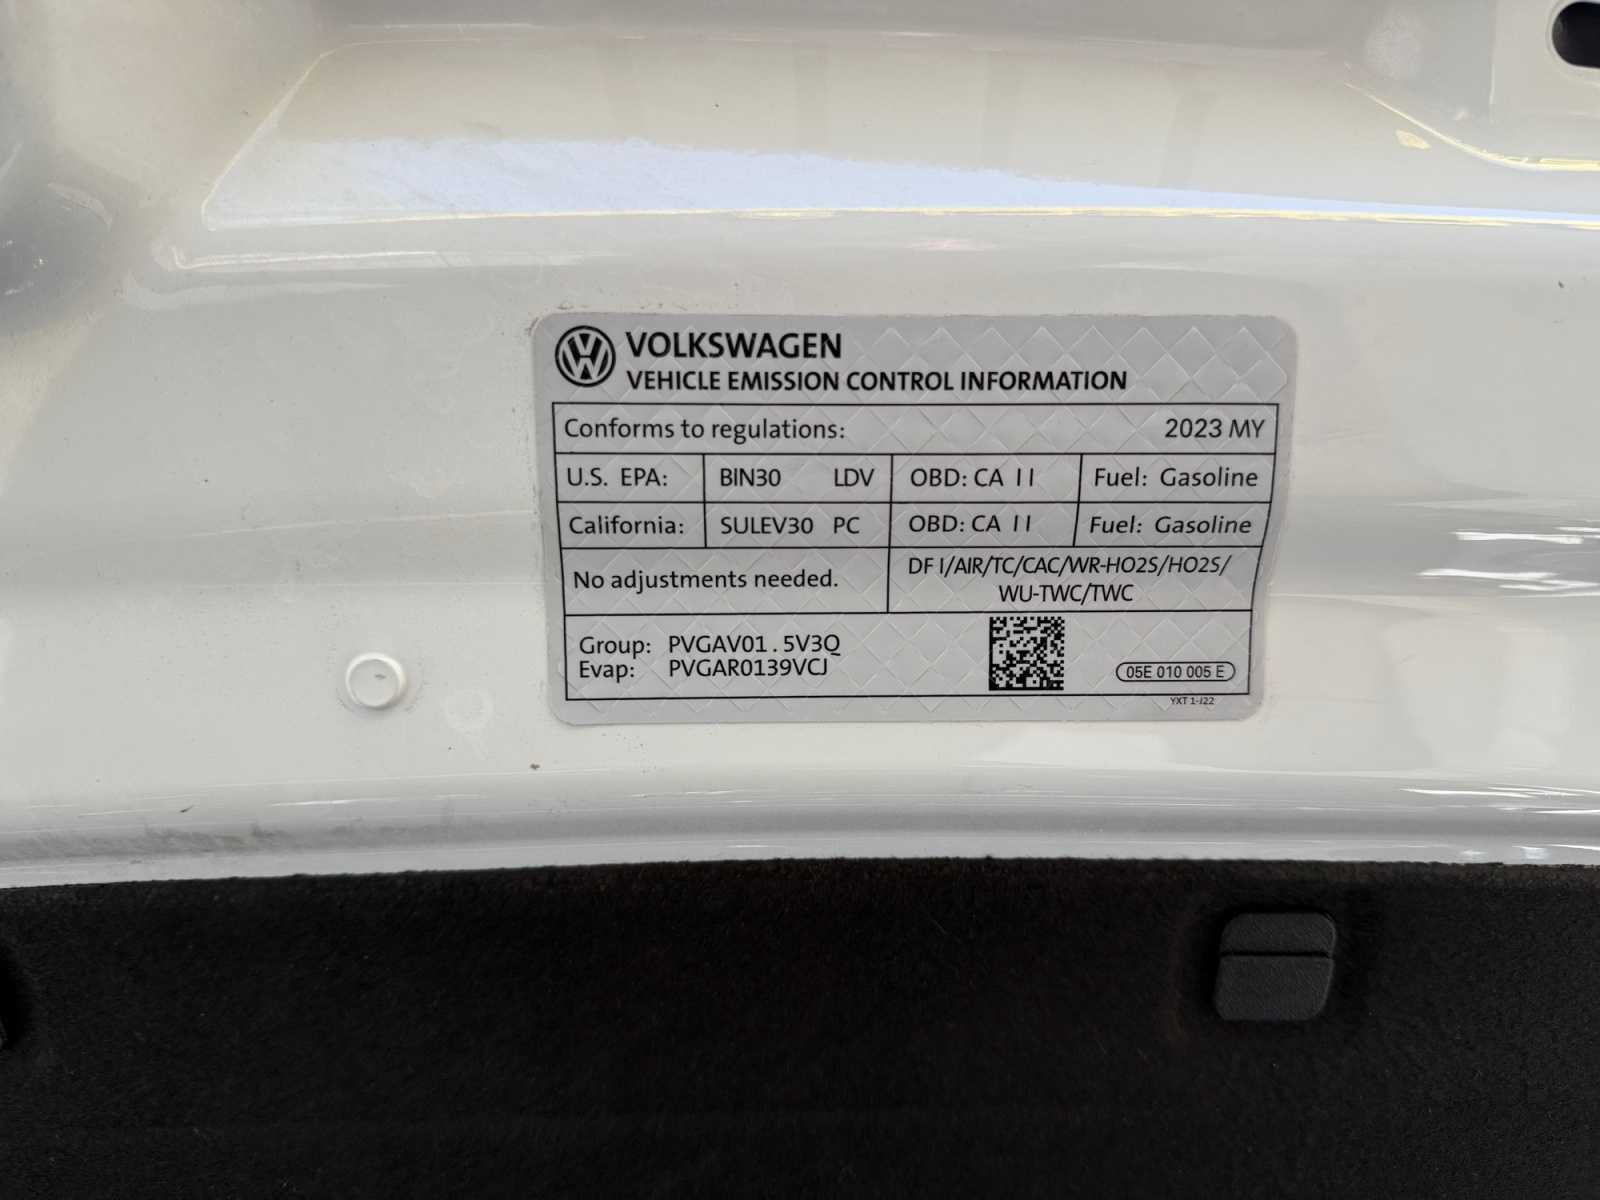 VOLKSWAGEN
VEHICLE EMISSION CONTROL INFORMATION
Conforms to regulations: 2023 MY
U.S. EPA: BIN30 LDV OBD: CA II Fuel: Gasoline
California: SULEV30 PC OBD: CA II Fuel: Gasoline
No adjustments needed.
DFI/AIR/TC/CAC/WR-HO2S/HO2S/
WU-TWC/TWC
Group: PVGAV01.5V3Q
Evap: PVGAR0139VCJ
05E 010 005 E
YXT 1-J22